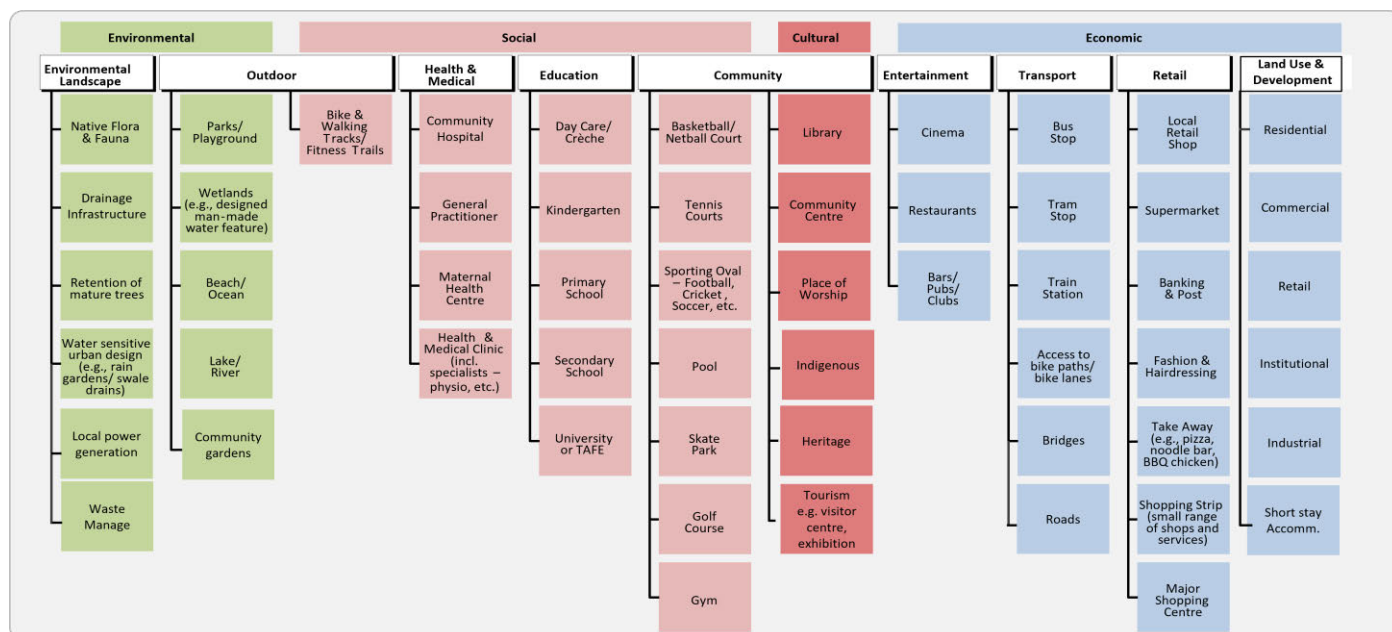 Environmental
Social
Cultural
Economic
Environmental
Landscape
Outdoor
Health &
Medical
Education
Community
Entertainment
Transport
Retail
Land Use &
Development
Native Flora
& Fauna
Drainage
Infrastructure
Retention of
mature trees
Water sensitive
urban design
(e.g., rain
gardens/ swale
drains)
Local power
generation
Waste
Manage
Parks/
Playground
Wetlands
(e.g., designed
man-made
water feature)
Beach/
Ocean
Lake/
River
Community
gardens
Bike &
Walking
Tracks/
Fitness Trails
Community
Hospital
General
Practitioner
Maternal
Health
Centre
Health &
Medical Clinic
(incl.
specialists –
physio, etc.)
Day Care/
Crèche
Kindergarten
Primary
School
Secondary
School
University
or TAFE
Basketball/
Netball Court
Tennis
Courts
Sporting Oval
– Football,
Cricket ,
Soccer, etc.
Pool
Skate
Park
Golf
Course
Gym
Library
Community
Centre
Place of
Worship
Indigenous
Heritage
Tourism
e.g. visitor
centre,
exhibition
Cinema
Restaurants
Bars/
Pubs/
Clubs
Bus
Stop
Tram
Stop
Train
Station
Access to
bike paths/
bike lanes
Bridges
Roads
Local
Retail
Shop
Supermarket
Banking
& Post
Fashion &
Hairdressing
Take Away
(e.g., pizza,
noodle bar,
BBQ chicken)
Shopping Strip
(small range
of shops and
services)
Major
Shopping
Centre
Residential
Commercial
Retail
Institutional
Industrial
Short stay
Accomm.